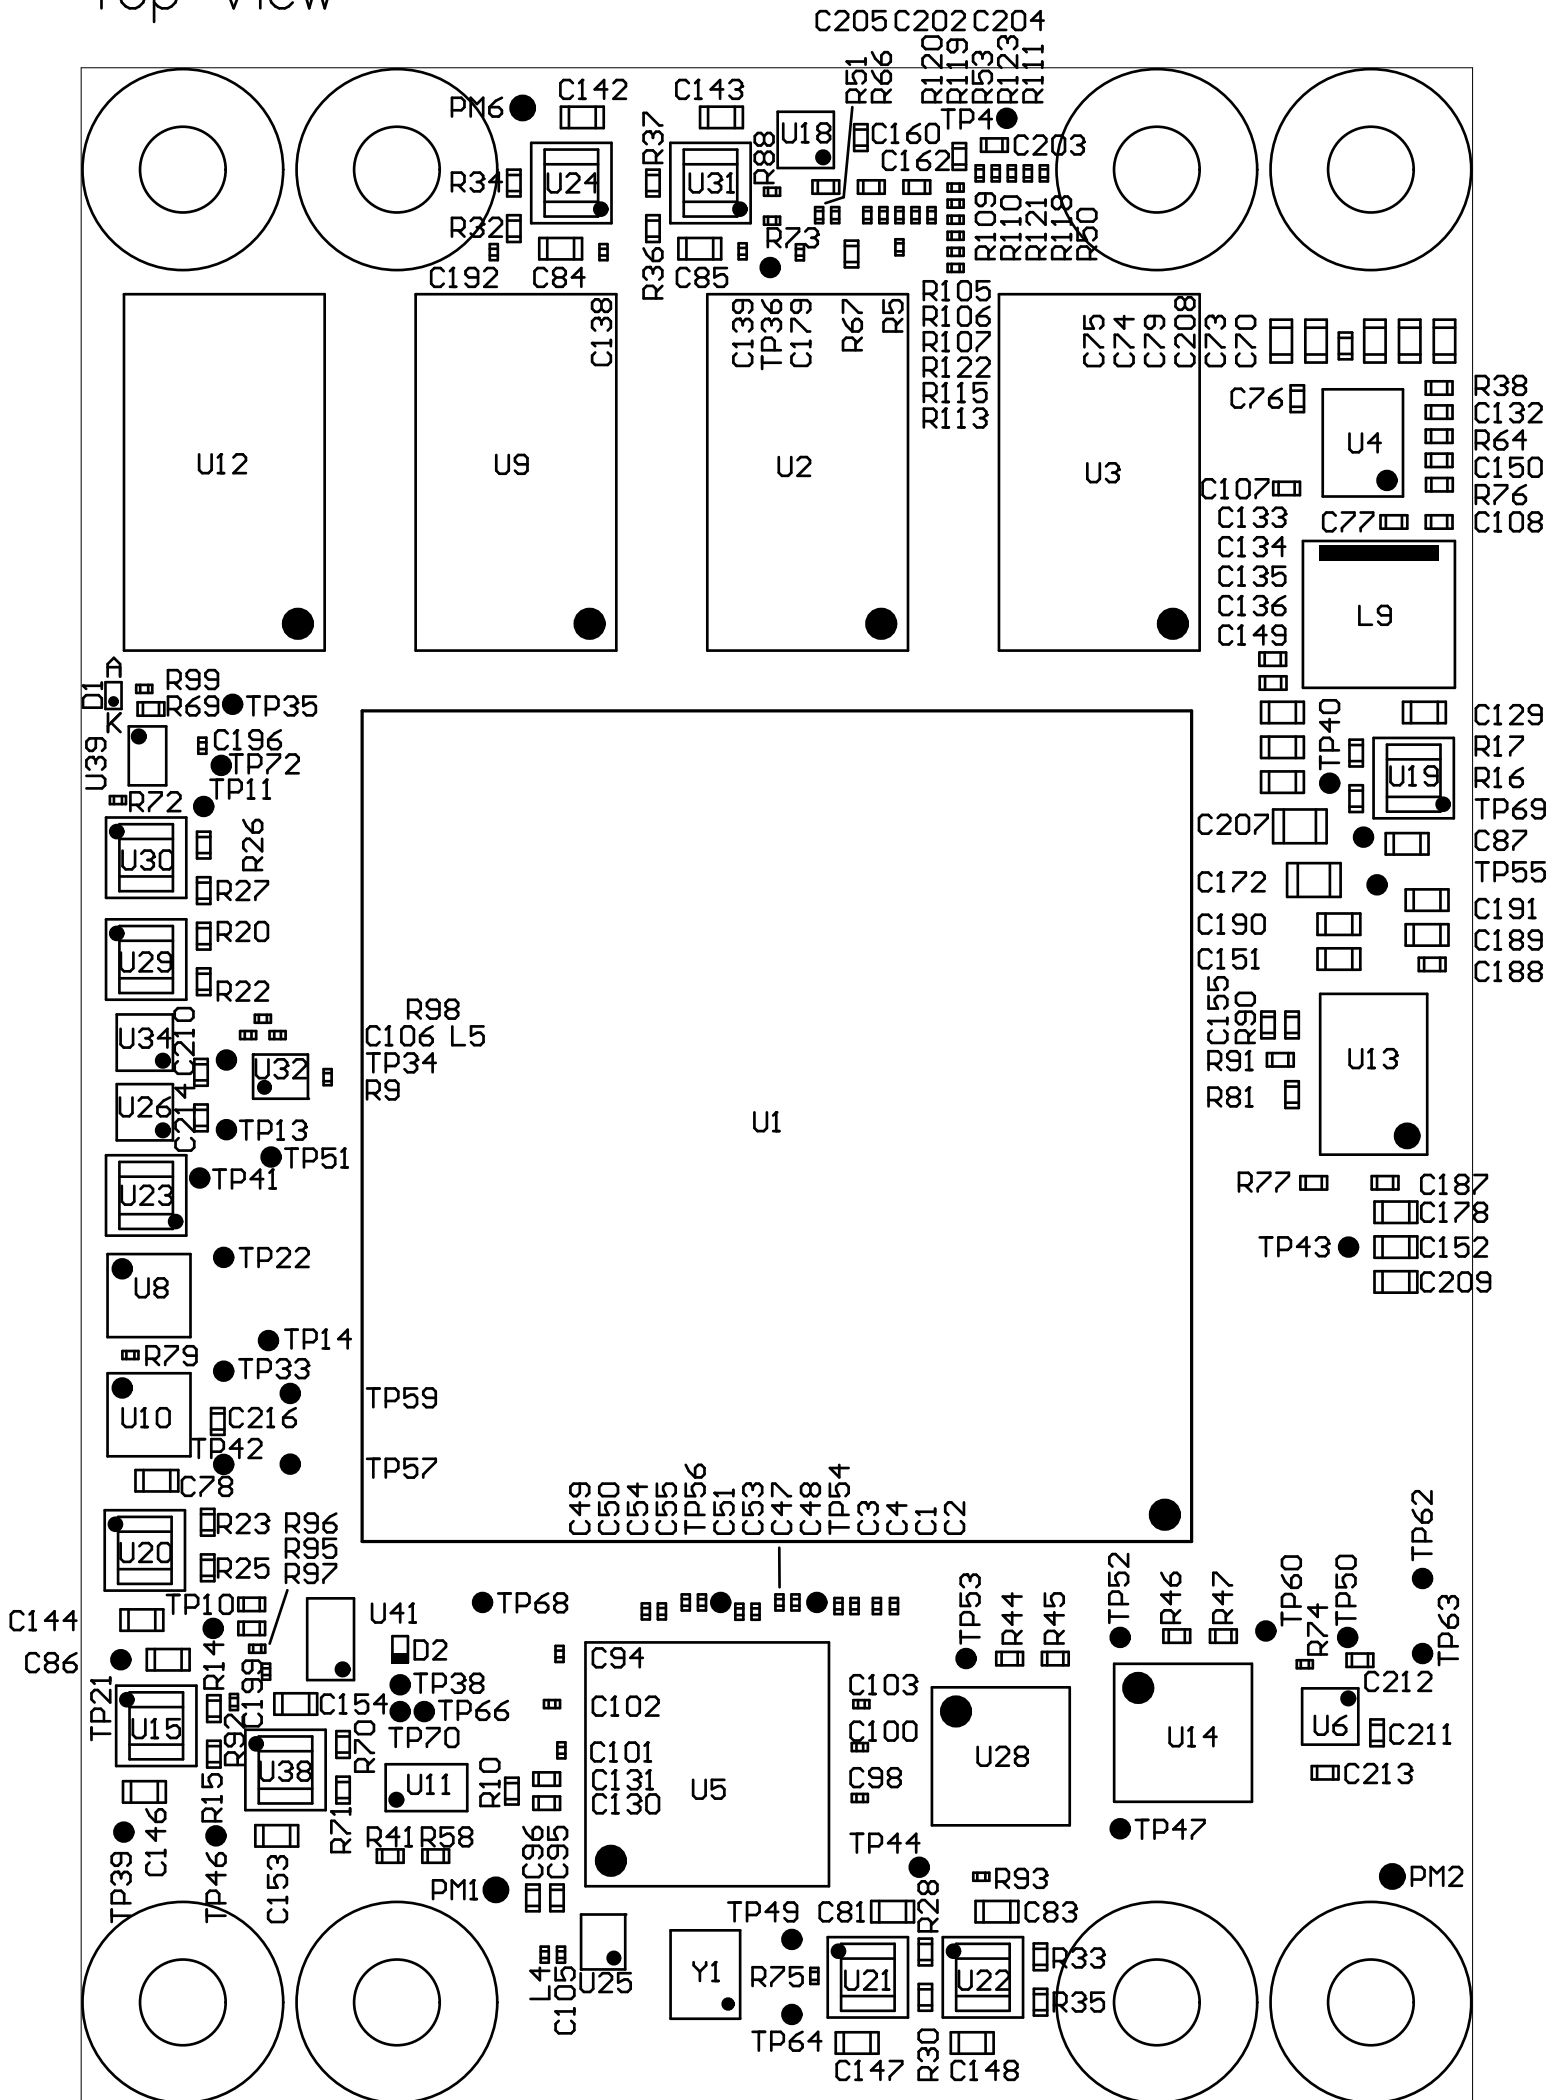 Top View
C205 C202 C204
R51 R66 R120 R119 R53 R123 R111
PM6 C142 C143 U18 C160 TP4
R37 R88 C162 C203
R34 U24 U31
R32 R73 R109 R110 R121 R118 R50
C192 C84 R36 C85
C138 C139 TP36 C179 R67 R5 R105 C75 C74 C79 C208 C73 C70
R106
R107
R122
R115 C76 R38
R113 C132
U12 U9 U2 U3 U4 R64
C150
C107 R76
C133 C77 C108
C134
C135
C136 L9
C149
A
D1 R99
K R69 TP35
C129
U39 C196 TP40 R17
TP72
TP11 U19 R16
R72 TP69
R26 C207 C87
U30 TP55
R27 C172 C191
R20 C190 C189
U29 C151 C188
R22
R98 C155 R90
U34 C210 C106 L5
U32 TP34 R91 U13
R9 R81
U26 C214
TP13 U1
TP51
TP41
U23 R77 C187
C178
TP22 TP43 C152
U8 C209
TP14
R79
TP33
TP59
U10 C216
TP42
C78 TP57
C49 C50 C54 C55 TP56 C51 C53 C47 C48 TP54 C3 C4 C1 C2
R23 R96
U20 R95 TP62
R25 R97
TP10 U41 TP68 TP53 R44 R45 TP52 R46 R47 TP60 R74 TP50
C144
C86 R14 D2 C94 TP63
TP21 C199 TP38 C103 C212
C154 TP66 C102
U15 R92 TP70 C100 U6 C211
R70 C101 U28 U14
U38 U11 R10 C131 U5 C98 C213
R15 C130
C146 R71 R41 R58 TP44 TP47
TP39 TP46 C153 C96 C95
PM1 R93 PM2
TP49 C81 R28 C83
R33
L4 U25 Y1 R75 U21 U22
C105 R35
TP64
C147 R30 C148